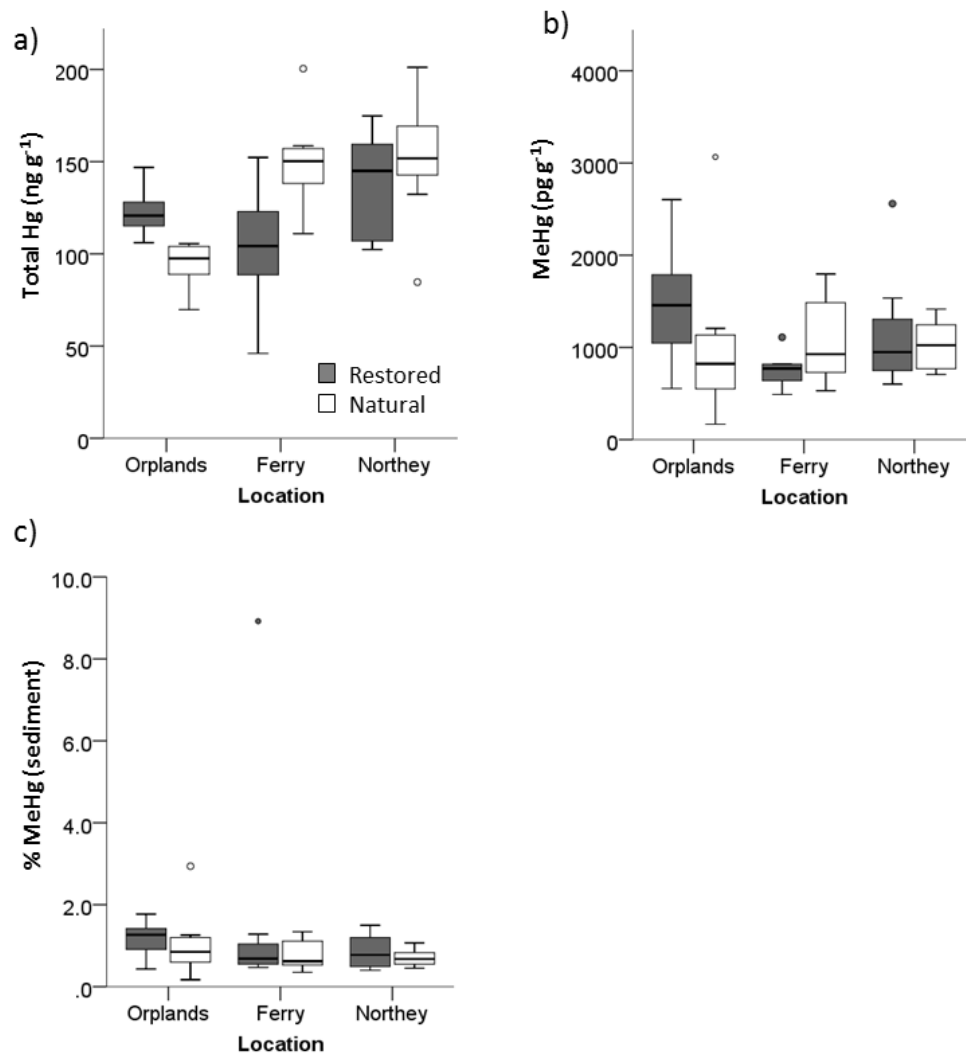 a)
200
150
100
50
0
Total Hg (ng g⁻¹)
Restored
Natural
Orplands Ferry Northey
Location
b)
4000
3000
2000
1000
0
MeHg (pg g⁻¹)
Orplands Ferry Northey
Location
c)
10.0
8.0
6.0
4.0
2.0
.0
% MeHg (sediment)
Orplands Ferry Northey
Location